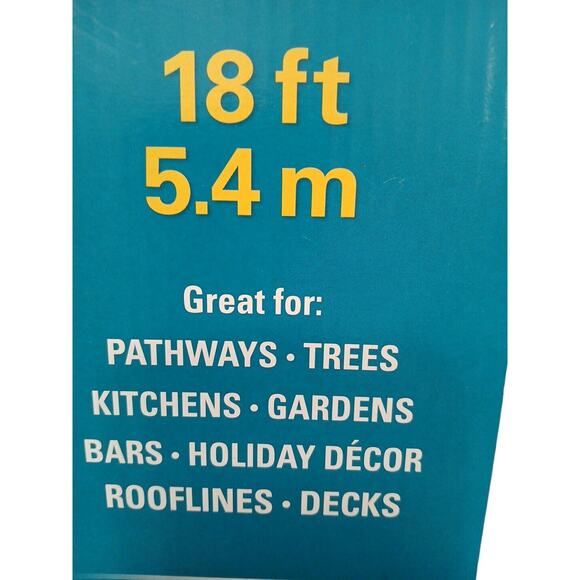 18 ft
5.4 m
Great for:
PATHWAYS • TREES
KITCHENS • GARDENS
BARS • HOLIDAY DÉCOR
ROOFLINES • DECKS